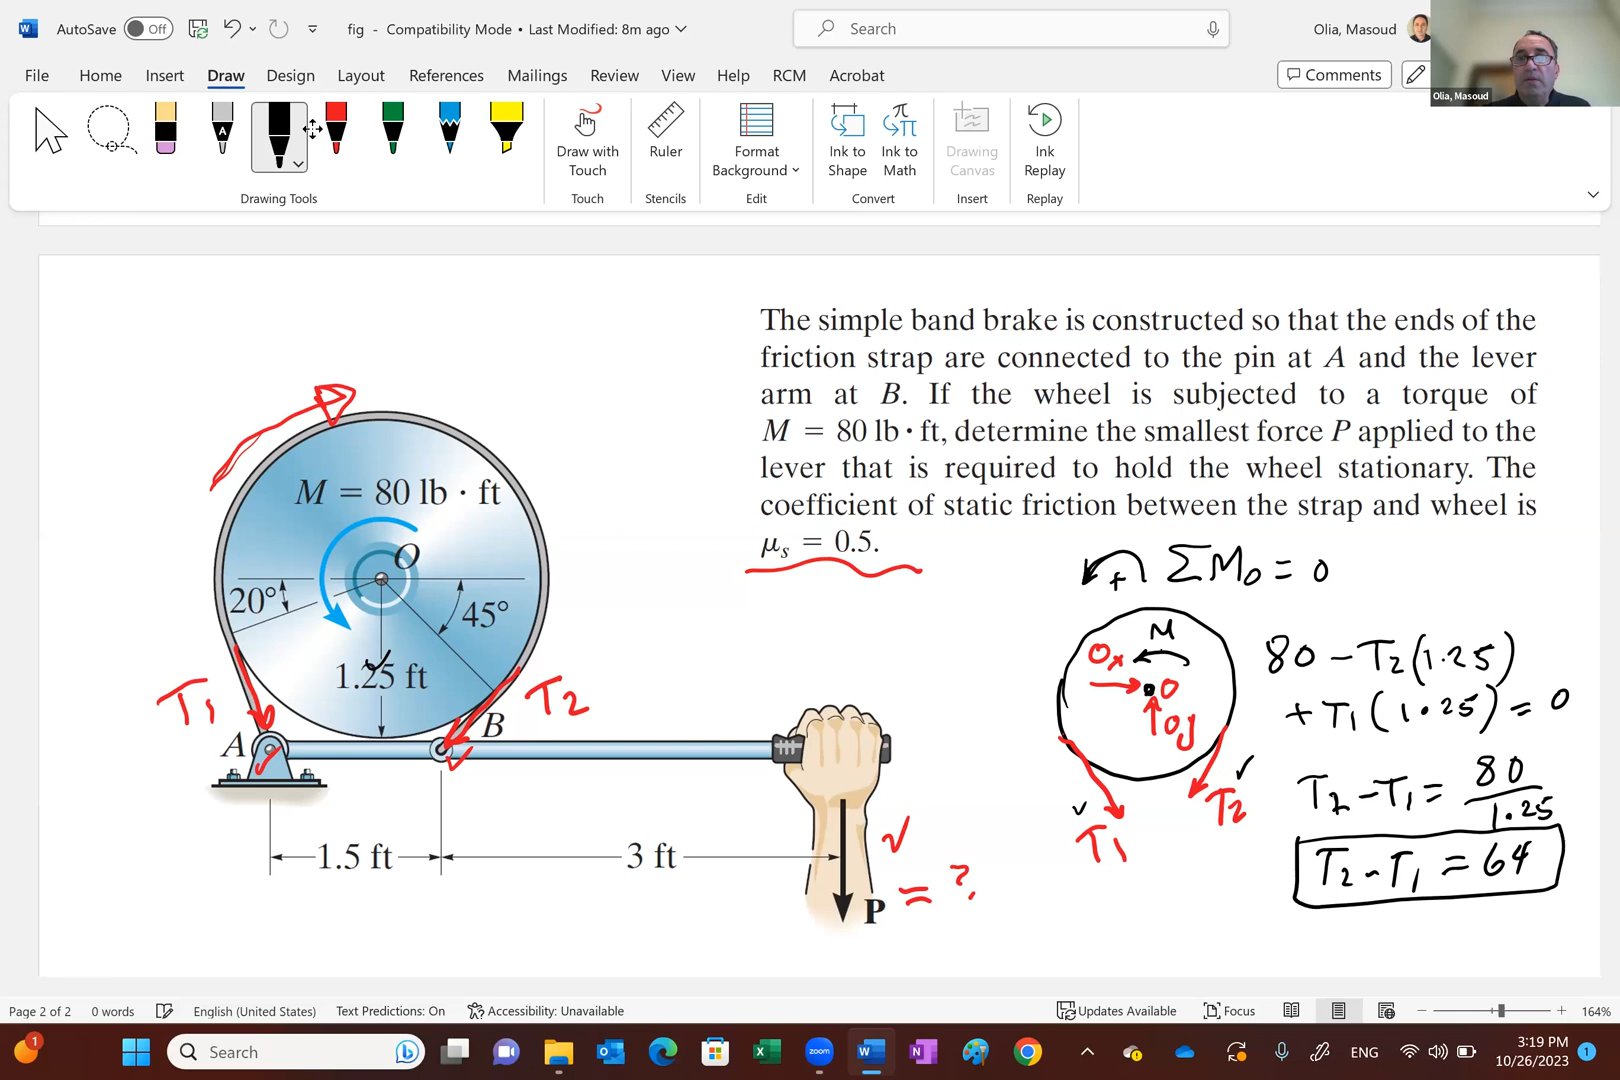 AutoSave Off
fig - Compatibility Mode • Last Modified: 8m ago
Search
Olia, Masoud
File Home Insert Draw Design Layout References Mailings Review View Help RCM Acrobat
Comments
Olia, Masoud
A
Draw with Touch
Ruler
Format Background
Ink to Shape
Ink to Math
Drawing Canvas
Ink Replay
Drawing Tools
Touch
Stencils
Edit
Convert
Insert
Replay
The simple band brake is constructed so that the ends of the
friction strap are connected to the pin at A and the lever
arm at B. If the wheel is subjected to a torque of
M = 80 lb · ft, determine the smallest force P applied to the
lever that is required to hold the wheel stationary. The
coefficient of static friction between the strap and wheel is
μs = 0.5.
M = 80 lb · ft
O
20°
45°
1.25 ft
T1
T2
A
B
1.5 ft
3 ft
P
= ?
+ ΣMO = 0
M
Ox
O
Oy
T1
T2
80 - T2(1.25)
+ T1(1.25) = 0
T2 - T1 = 80/1.25
T2 - T1 = 64
Page 2 of 2
0 words
English (United States)
Text Predictions: On
Accessibility: Unavailable
Updates Available
Focus
164%
1
Search
zoom
ENG
3:19 PM
10/26/2023
1